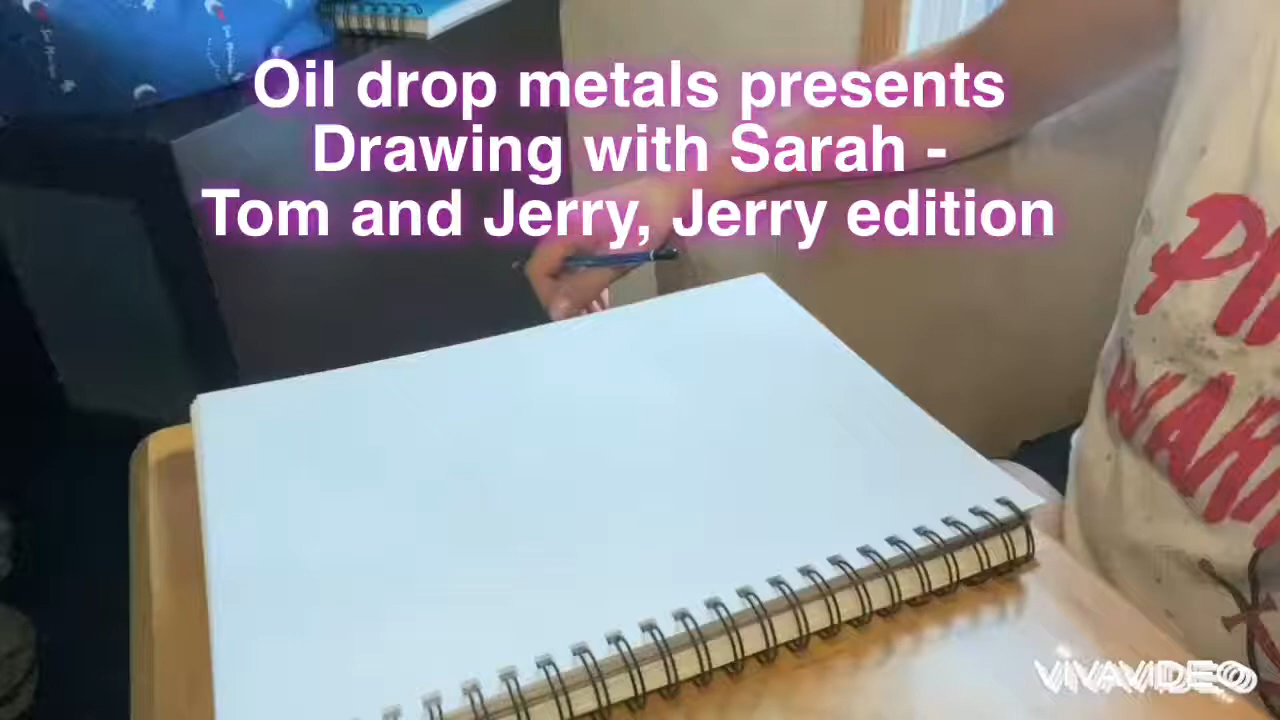 Oil drop metals presents
Drawing with Sarah -
Tom and Jerry, Jerry edition
VIVAVIDEO